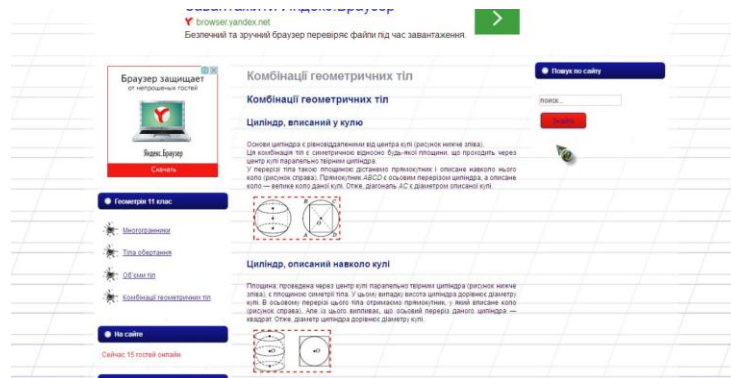 Завантажити Яндекс.Браузер
browser.yandex.net
Безпечний та зручний браузер перевіряє файли під час завантаження.
Браузер защищает
от непрошеных гостей
Яндекс.Браузер
Скачать
Геометрія 11 клас
Многогранники
Тіла обертання
Об'єми тіл
Комбінації геометричних тіл
На сайте
Сейчас 15 гостей онлайн
Комбінації геометричних тіл
Комбінації геометричних тіл
Циліндр, вписаний у кулю
Основи циліндра є рівновіддаленими від центра кулі (рисунок нижче зліва).
Ця комбінація тіл є симетричною відносно будь-якої площини, що проходить через
центр кулі паралельно твірним циліндра.
У перерізі тіла такою площиною дістанемо прямокутник і описане навколо нього
коло (рисунок справа). Прямокутник ABCD є осьовим перерізом циліндра, а описане
коло — велике коло даної кулі. Отже, діагональ AC є діаметром описаної кулі.
B C
O
A D
Циліндр, описаний навколо кулі
Площина, проведена через центр кулі паралельно твірним циліндра (рисунок нижче
зліва), є площиною симетрії тіла. У цьому випадку висота циліндра дорівнює діаметру
кулі. В осьовому перерізі цього тіла отримаємо прямокутник, у який вписане коло
(рисунок справа). Але із цього випливає, що осьовий переріз даного циліндра —
квадрат. Отже, діаметр циліндра дорівнює діаметру кулі.
O O
Пошук по сайту
поиск...
Знайти